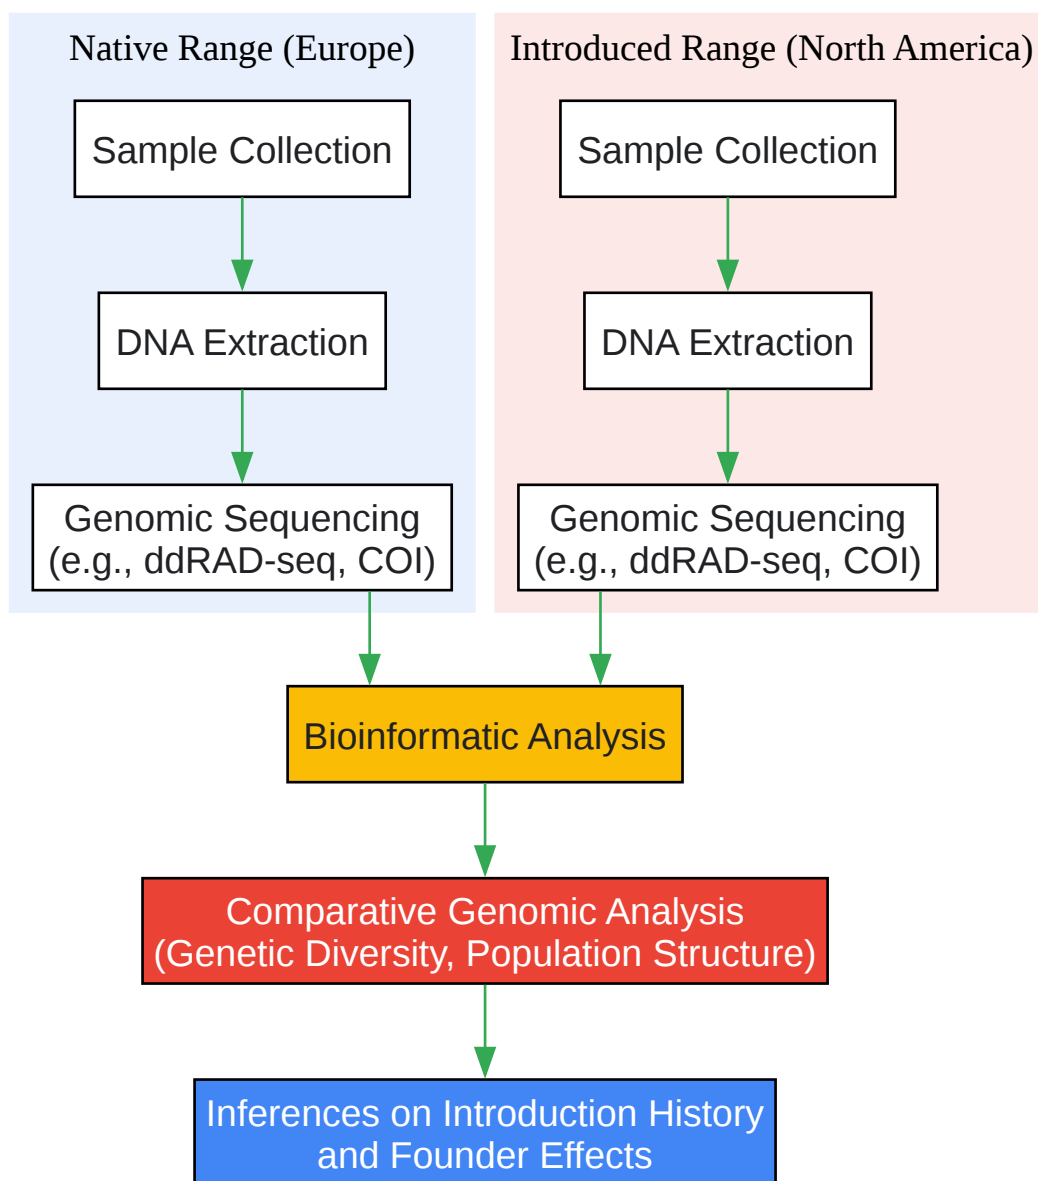 Native Range (Europe)
Sample Collection
DNA Extraction
Genomic Sequencing
(e.g., ddRAD-seq, COI)
Introduced Range (North America)
Sample Collection
DNA Extraction
Genomic Sequencing
(e.g., ddRAD-seq, COI)
Bioinformatic Analysis
Comparative Genomic Analysis
(Genetic Diversity, Population Structure)
Inferences on Introduction History
and Founder Effects